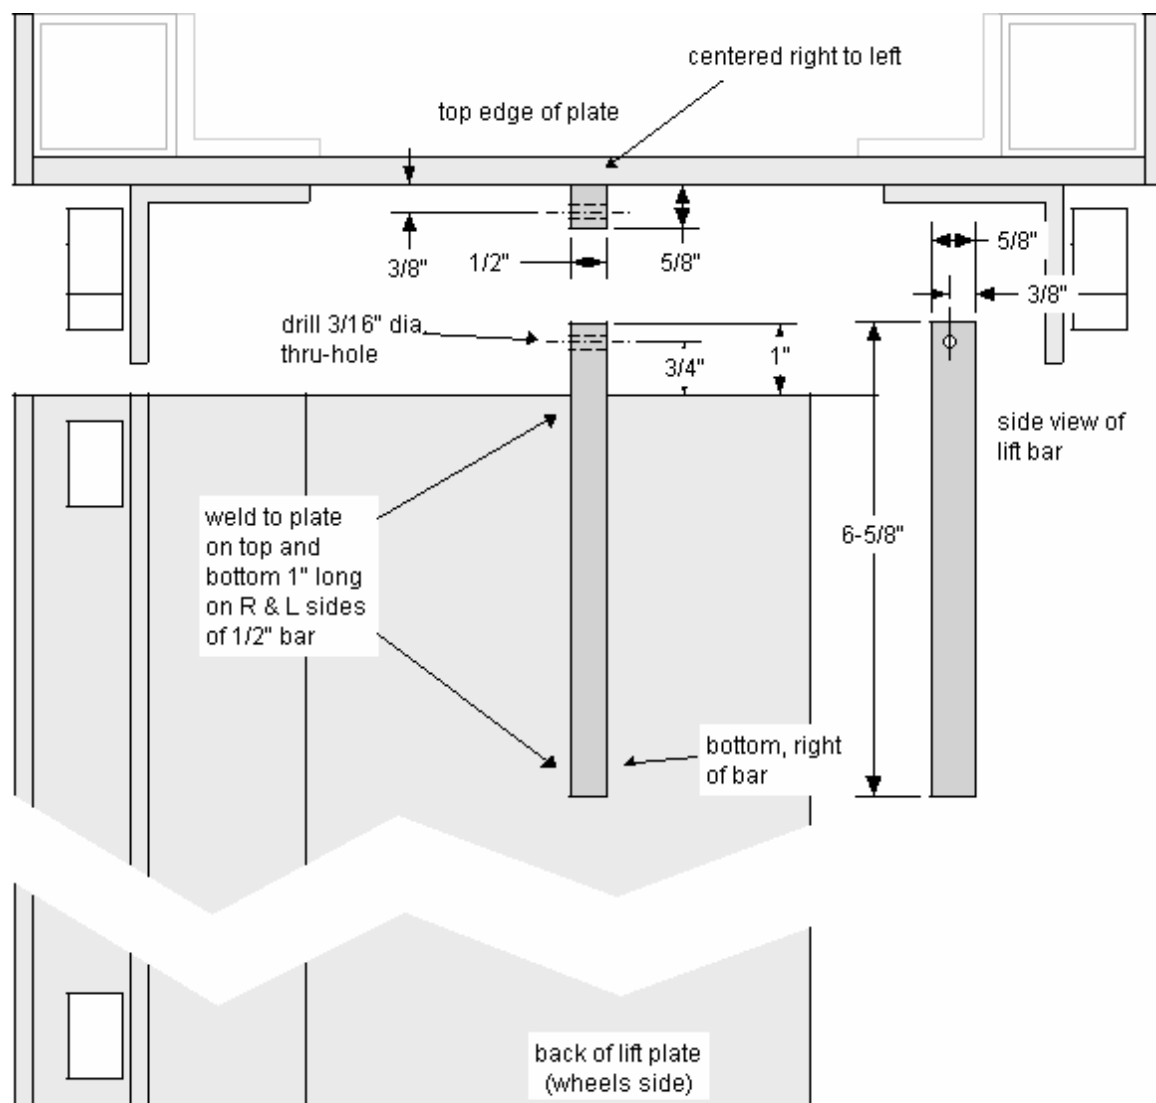 centered right to left
top edge of plate
3/8"
1/2"
5/8"
5/8"
3/8"
drill 3/16" dia.
thru-hole
3/4"
1"
side view of
lift bar
weld to plate
on top and
bottom 1" long
on R & L sides
of 1/2" bar
6-5/8"
bottom, right
of bar
back of lift plate
(wheels side)